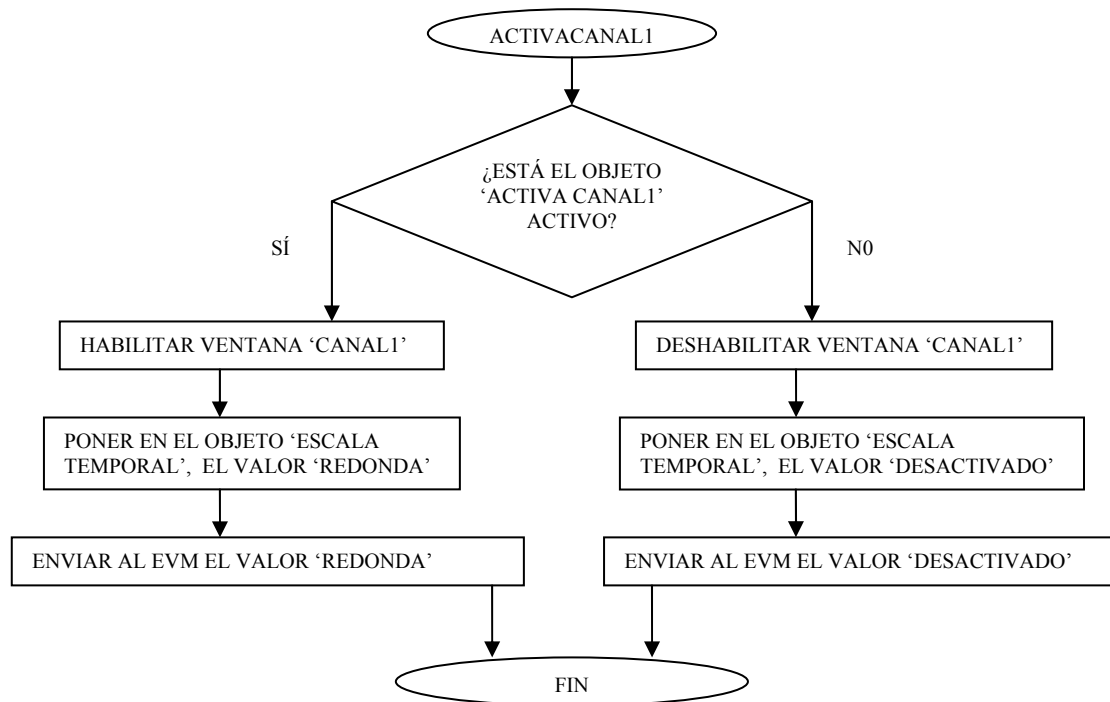 ACTIVACANAL1
¿ESTÁ EL OBJETO
‘ACTIVA CANAL1’
ACTIVO?
SÍ
N0
HABILITAR VENTANA ‘CANAL1’
DESHABILITAR VENTANA ‘CANAL1’
PONER EN EL OBJETO ‘ESCALA
TEMPORAL’, EL VALOR ‘REDONDA’
PONER EN EL OBJETO ‘ESCALA
TEMPORAL’, EL VALOR ‘DESACTIVADO’
ENVIAR AL EVM EL VALOR ‘REDONDA’
ENVIAR AL EVM EL VALOR ‘DESACTIVADO’
FIN